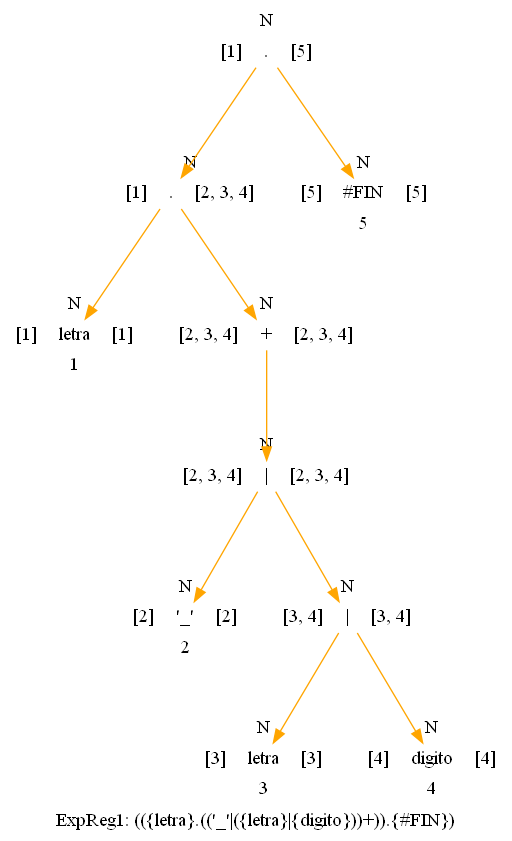 N
[1] . [5]
N N
[1] . [2, 3, 4] [5] #FIN [5]
5
N N
[1] letra [1] [2, 3, 4] + [2, 3, 4]
1
N
[2, 3, 4] | [2, 3, 4]
N N
[2] '_' [2] [3, 4] | [3, 4]
2
N N
[3] letra [3] [4] digito [4]
3 4
ExpReg1: (({letra}.(('_'|({letra}|{digito}))+)).{#FIN})